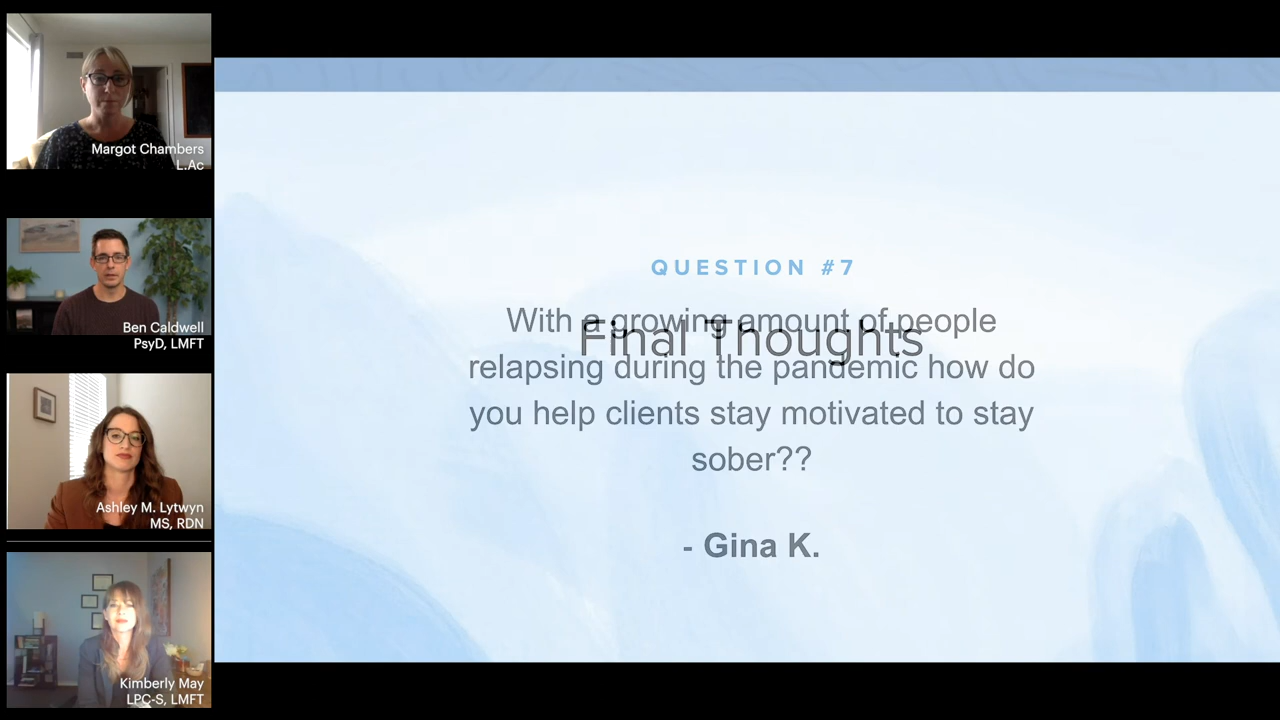 Margot Chambers
L.Ac
Ben Caldwell
PsyD, LMFT
Ashley M. Lytwyn
MS, RDN
Kimberly May
LPC-S, LMFT
QUESTION #7
With a growing amount of people
Final Thoughts
relapsing during the pandemic how do
you help clients stay motivated to stay
sober??
- Gina K.